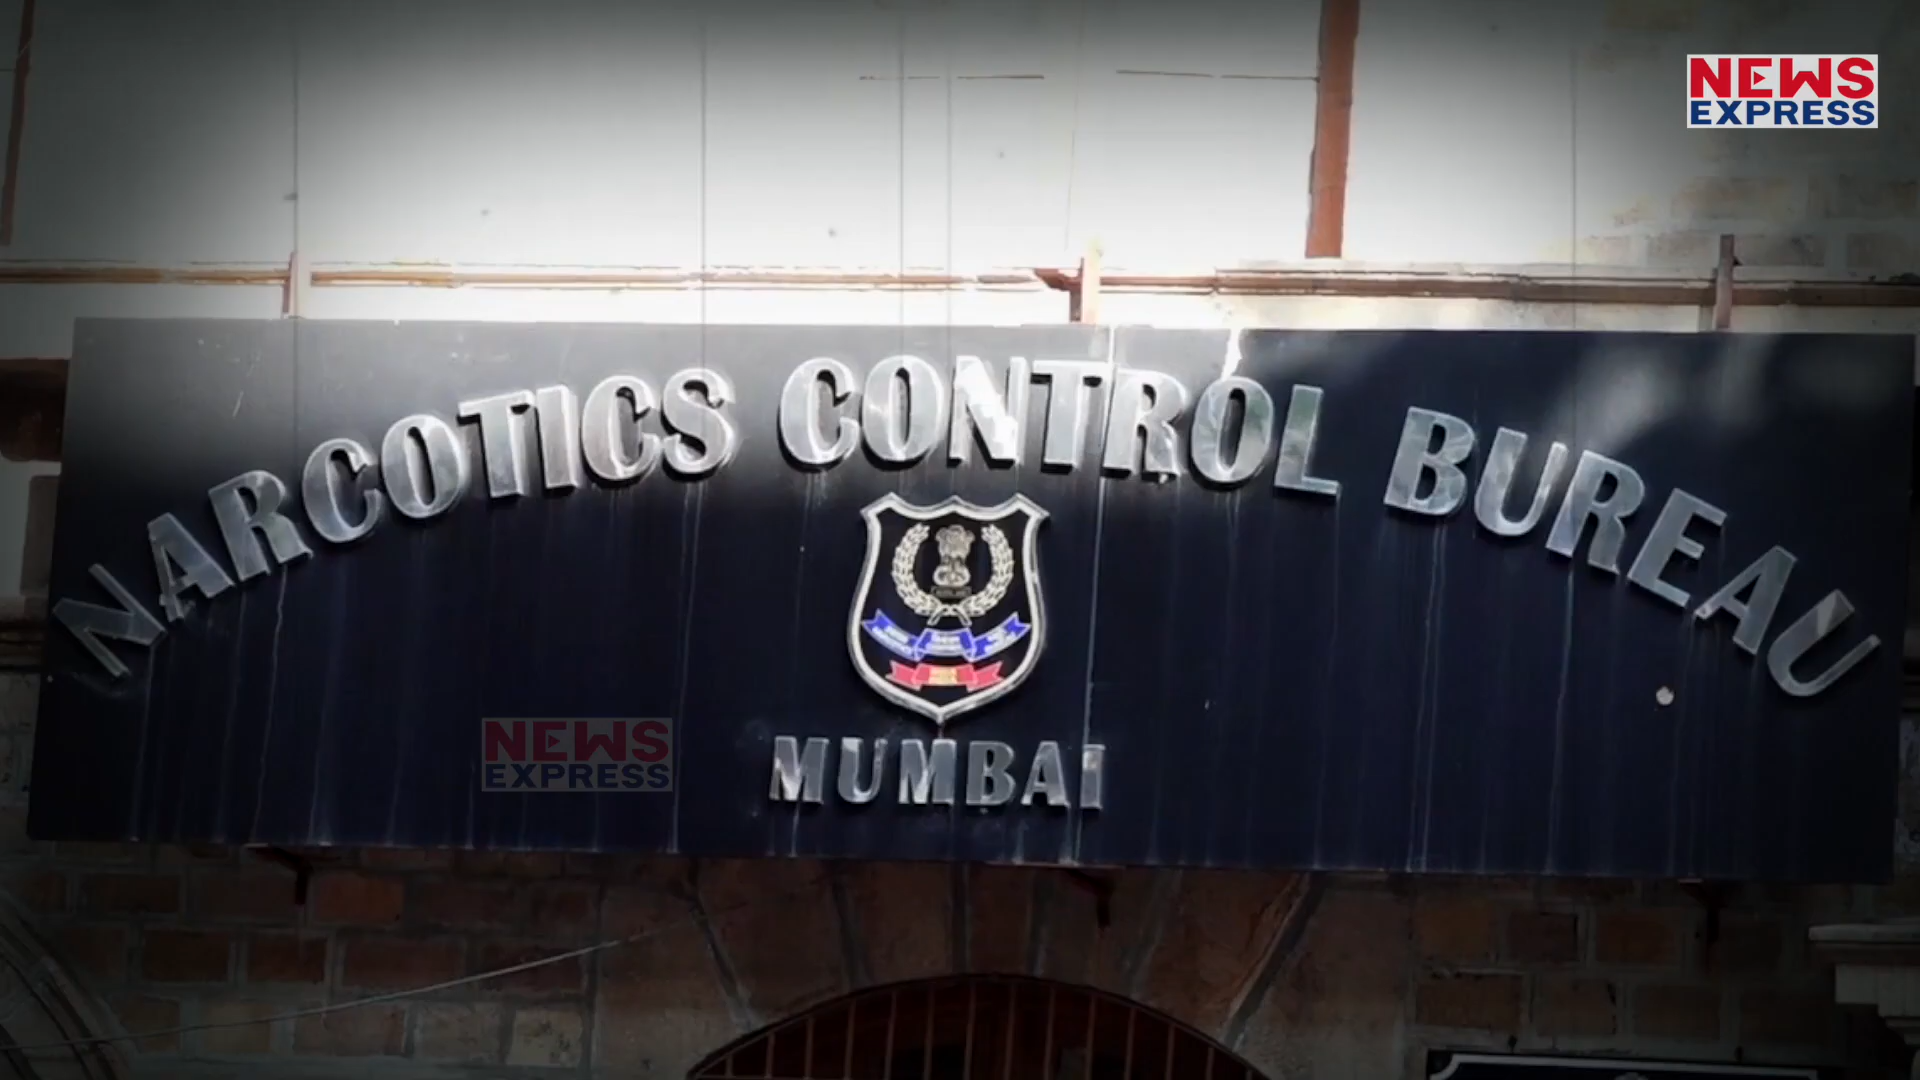 NEWS
EXPRESS
NARCOTICS CONTROL BUREAU
NEWS
EXPRESS
MUMBAI